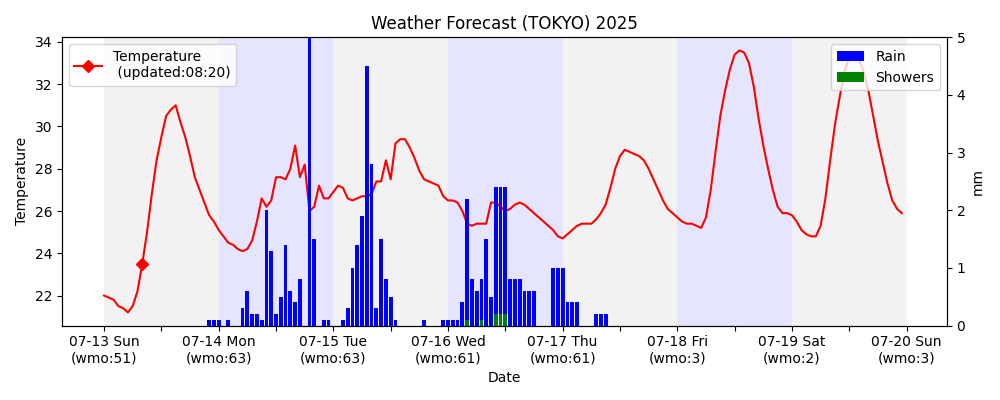 Weather Forecast (TOKYO) 2025
Temperature
(updated:08:20)
Rain
Showers
34
32
30
28
26
24
22
Temperature
5
4
3
2
1
0
mm
07-13 Sun
(wmo:51)
07-14 Mon
(wmo:63)
07-15 Tue
(wmo:63)
07-16 Wed
(wmo:61)
07-17 Thu
(wmo:61)
07-18 Fri
(wmo:3)
07-19 Sat
(wmo:2)
07-20 Sun
(wmo:3)
Date